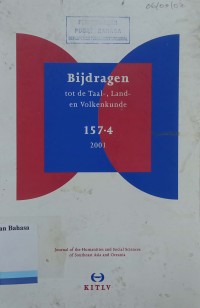 Bijdragen
tot de Taal-, Land-
en Volkenkunde
157·4
2001
an Bahasa
Journal of the Humanities and Social Sciences
of Southeast Asia and Oceania
KITLV